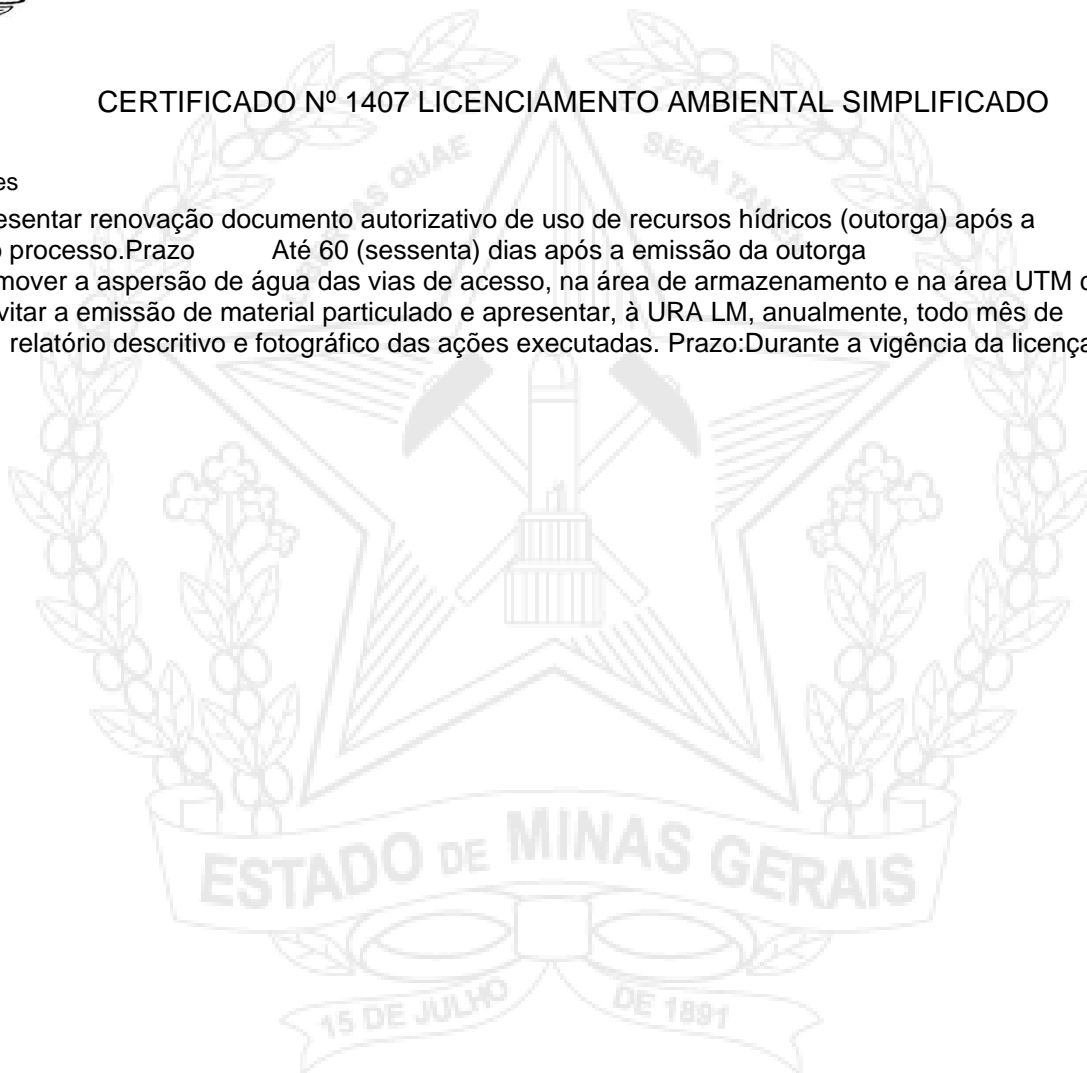 CERTIFICADO Nº 1407 LICENCIAMENTO AMBIENTAL SIMPLIFICADO
es
esentar renovação documento autorizativo de uso de recursos hídricos (outorga) após a
o processo.Prazo Até 60 (sessenta) dias após a emissão da outorga
mover a aspersão de água das vias de acesso, na área de armazenamento e na área UTM
vitar a emissão de material particulado e apresentar, à URA LM, anualmente, todo mês de
relatório descritivo e fotográfico das ações executadas. Prazo:Durante a vigência da licença
QUAE SERA
ESTADO DE MINAS GERAIS
15 DE JULHO DE 1891